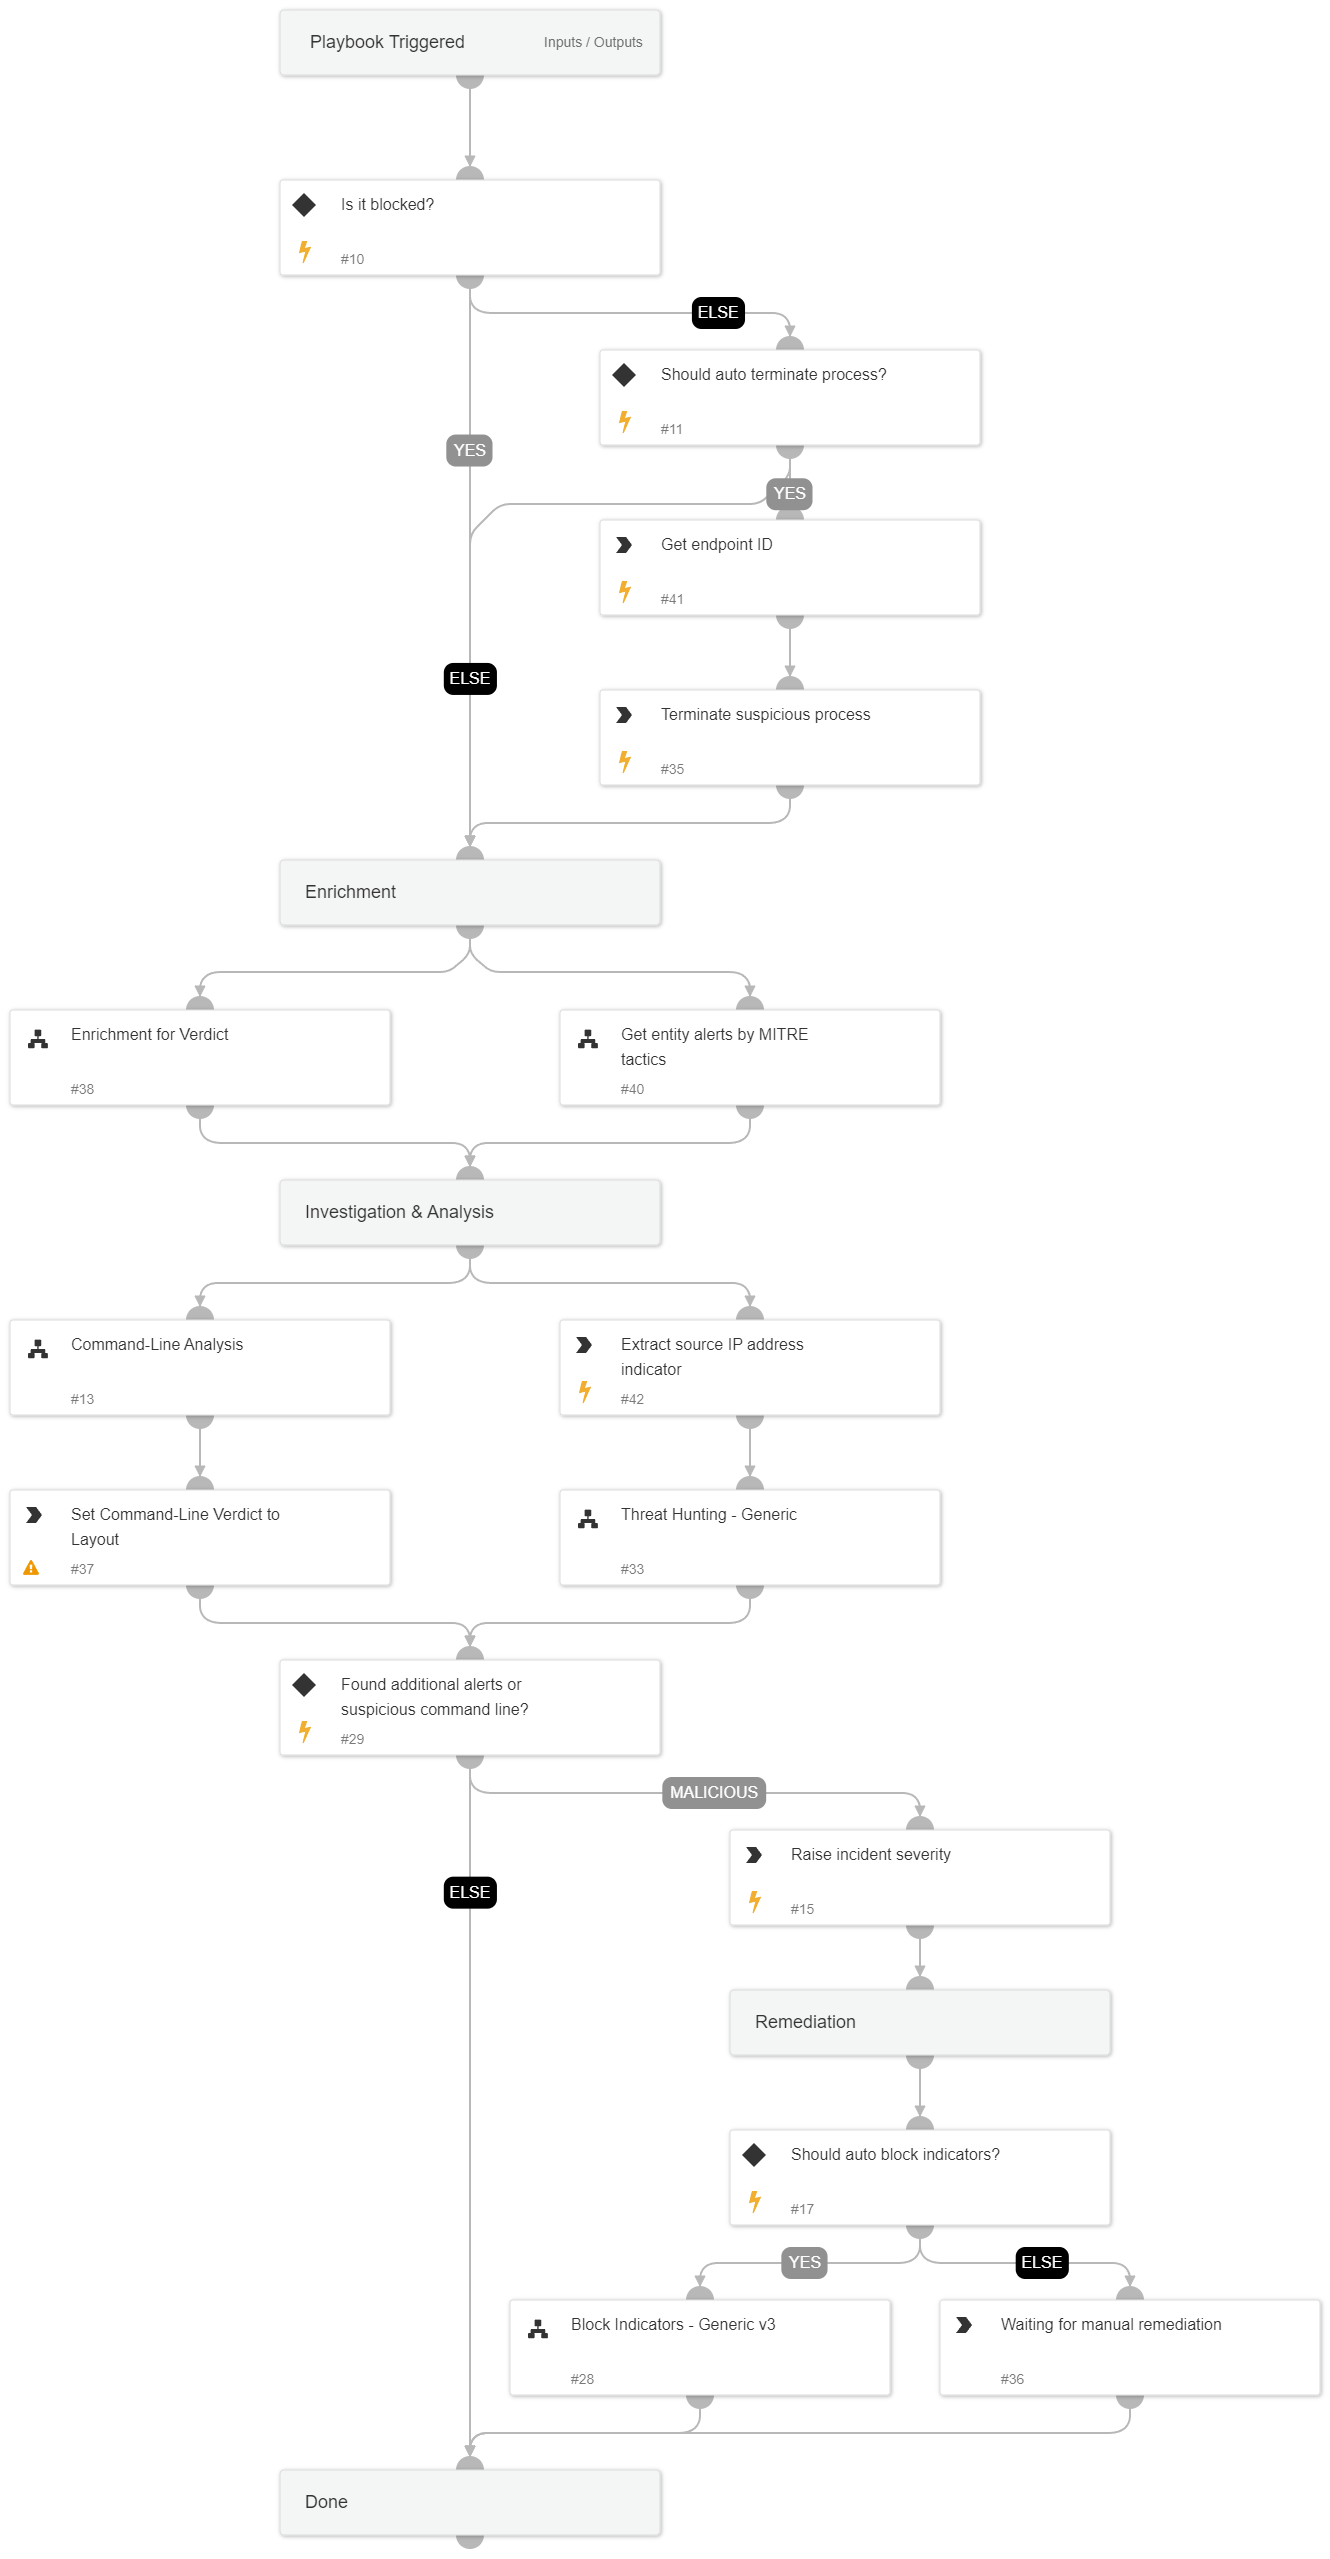 Playbook Triggered
Inputs / Outputs
Is it blocked?
#10
ELSE
Should auto terminate process?
#11
YES
YES
Get endpoint ID
#41
ELSE
Terminate suspicious process
#35
Enrichment
Enrichment for Verdict
#38
Get entity alerts by MITRE
tactics
#40
Investigation & Analysis
Command-Line Analysis
#13
Extract source IP address
indicator
#42
Set Command-Line Verdict to
Layout
#37
Threat Hunting - Generic
#33
Found additional alerts or
suspicious command line?
#29
MALICIOUS
Raise incident severity
#15
ELSE
Remediation
Should auto block indicators?
#17
YES
ELSE
Block Indicators - Generic v3
#28
Waiting for manual remediation
#36
Done